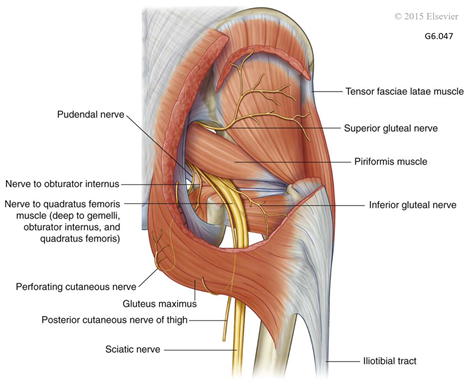 © 2015 Elsevier
G6.047
Tensor fasciae latae muscle
Pudendal nerve
Superior gluteal nerve
Piriformis muscle
Nerve to obturator internus
Nerve to quadratus femoris
muscle (deep to gemelli,
obturator internus, and
quadratus femoris)
Inferior gluteal nerve
Perforating cutaneous nerve
Gluteus maximus
Posterior cutaneous nerve of thigh
Sciatic nerve
Iliotibial tract